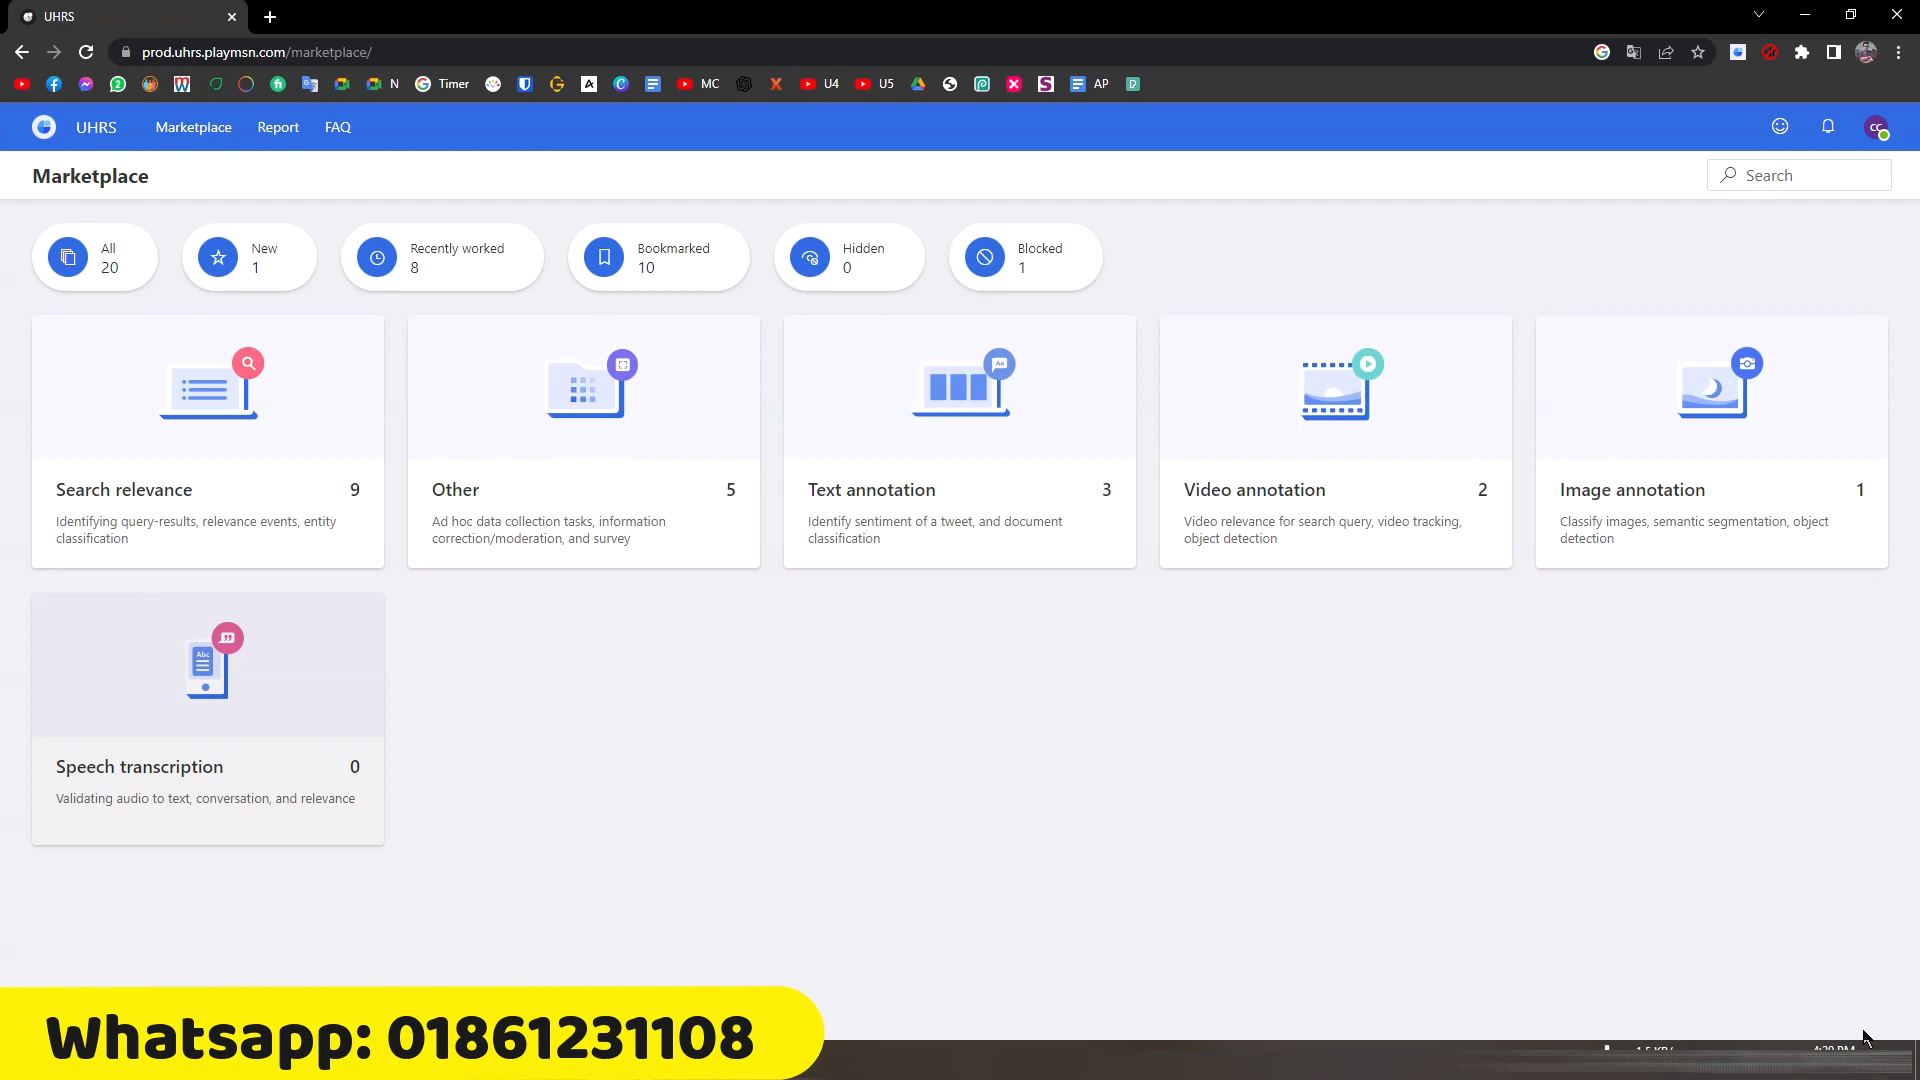 UHRS
prod.uhrs.playmsn.com/marketplace/
N Timer MC U4 U5 AP
UHRS Marketplace Report FAQ CC
Marketplace
Search
All
20
New
1
Recently worked
8
Bookmarked
10
Hidden
0
Blocked
1
Search relevance 9
Identifying query-results, relevance events, entity
classification
Other 5
Ad hoc data collection tasks, information
correction/moderation, and survey
Aa
Text annotation 3
Identify sentiment of a tweet, and document
classification
Video annotation 2
Video relevance for search query, video tracking,
object detection
Image annotation 1
Classify images, semantic segmentation, object
detection
Abc
Speech transcription 0
Validating audio to text, conversation, and relevance
Whatsapp: 01861231108